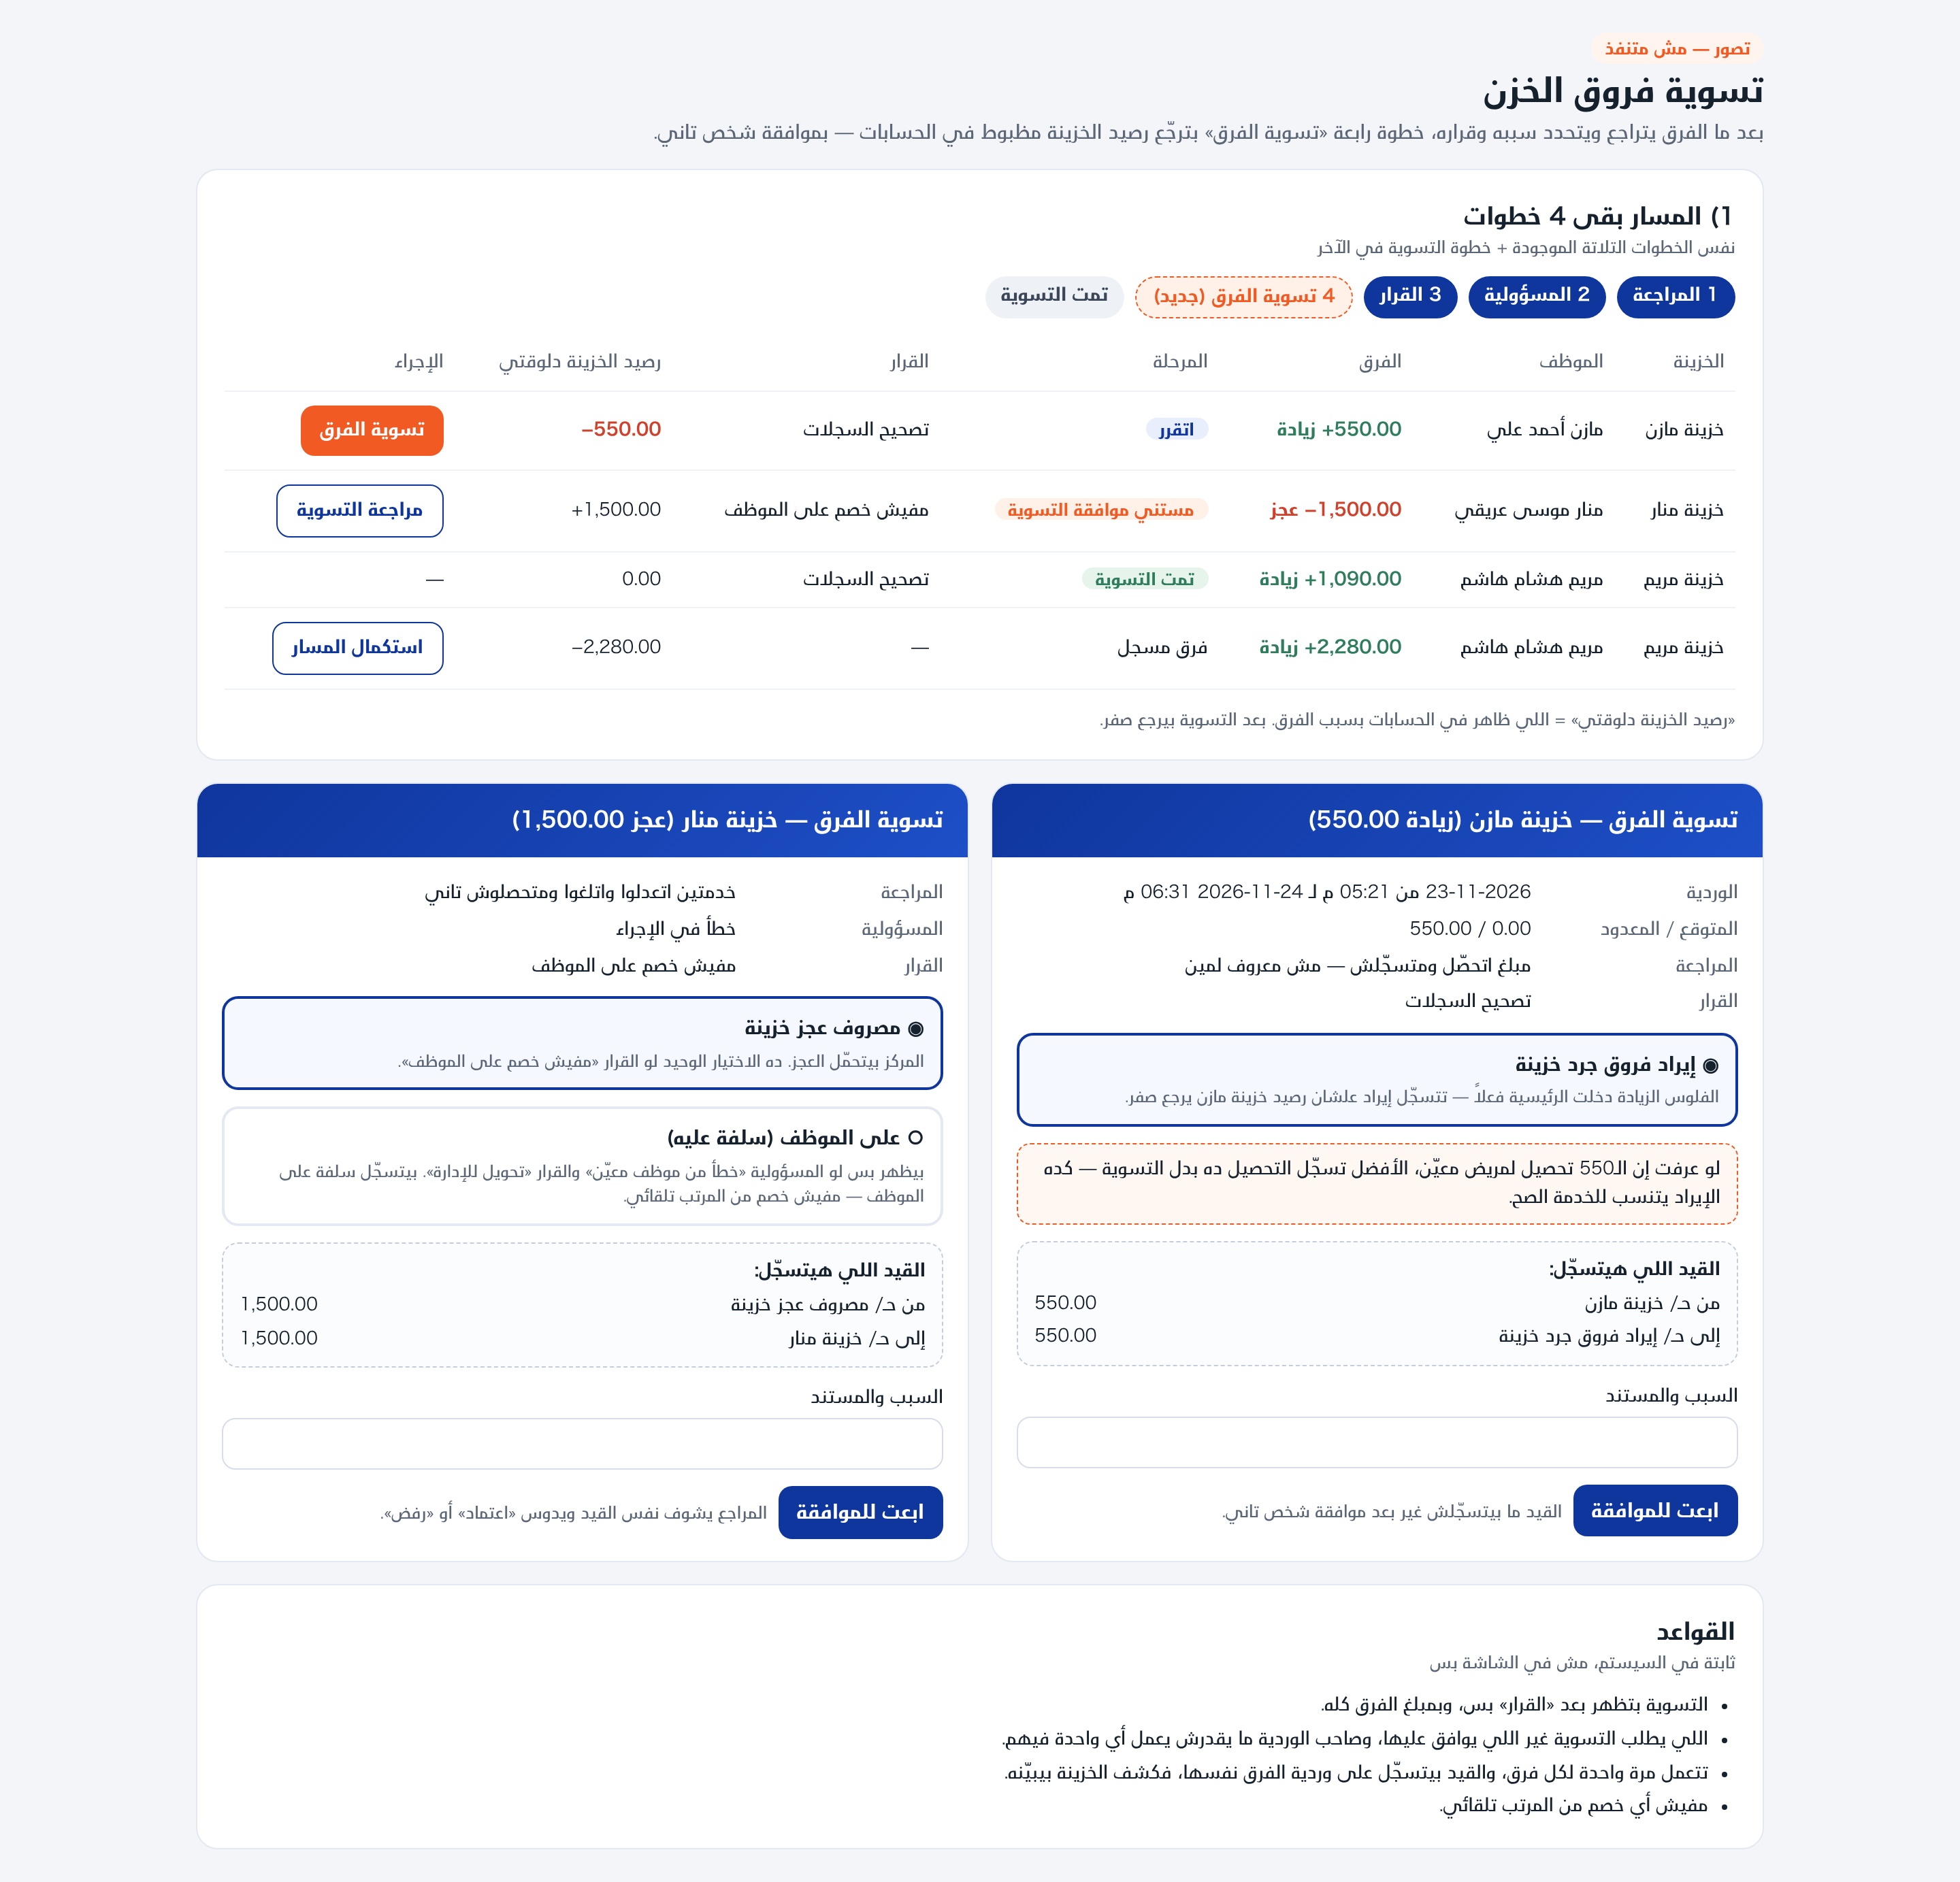 تصور — مش متنفذ
تسوية فروق الخزن
بعد ما الفرق يتراجع ويتحدد سببه وقراره، خطوة رابعة «تسوية الفرق» بترجّع رصيد الخزينة مظبوط في الحسابات — بموافقة شخص تاني.
1) المسار بقى 4 خطوات
نفس الخطوات التلاتة الموجودة + خطوة التسوية في الآخر
1 المراجعة 2 المسؤولية 3 القرار 4 تسوية الفرق (جديد) تمت التسوية
الخزينة الموظف الفرق المرحلة القرار رصيد الخزينة دلوقتي الإجراء
خزينة مازن مازن أحمد علي +550.00 زيادة اتقرر تصحيح السجلات −550.00 تسوية الفرق
خزينة منار منار موسى عريقي −1,500.00 عجز مستني موافقة التسوية مفيش خصم على الموظف +1,500.00 مراجعة التسوية
خزينة مريم مريم هشام هاشم +1,090.00 زيادة تمت التسوية تصحيح السجلات 0.00 —
خزينة مريم مريم هشام هاشم +2,280.00 زيادة فرق مسجل — −2,280.00 استكمال المسار
«رصيد الخزينة دلوقتي» = اللي ظاهر في الحسابات بسبب الفرق. بعد التسوية بيرجع صفر.
تسوية الفرق — خزينة مازن (زيادة 550.00)
الوردية 23-11-2026 من 05:21 م لـ 24-11-2026 06:31 م
المتوقع / المعدود 0.00 / 550.00
المراجعة مبلغ اتحصّل ومتسجّلش — مش معروف لمين
القرار تصحيح السجلات
◉ إيراد فروق جرد خزينة
الفلوس الزيادة دخلت الرئيسية فعلاً — تتسجّل إيراد علشان رصيد خزينة مازن يرجع صفر.
لو عرفت إن الـ550 تحصيل لمريض معيّن، الأفضل تسجّل التحصيل ده بدل التسوية — كده
الإيراد يتنسب للخدمة الصح.
القيد اللي هيتسجّل:
من حـ/ خزينة مازن 550.00
إلى حـ/ إيراد فروق جرد خزينة 550.00
السبب والمستند
ابعت للموافقة القيد ما بيتسجّلش غير بعد موافقة شخص تاني.
تسوية الفرق — خزينة منار (عجز 1,500.00)
المراجعة خدمتين اتعدلوا واتلغوا ومتحصلوش تاني
المسؤولية خطأ في الإجراء
القرار مفيش خصم على الموظف
◉ مصروف عجز خزينة
المركز بيتحمّل العجز. ده الاختيار الوحيد لو القرار «مفيش خصم على الموظف».
○ على الموظف (سلفة عليه)
بيظهر بس لو المسؤولية «خطأ من موظف معيّن» والقرار «تحويل للإدارة». بيتسجّل سلفة على
الموظف — مفيش خصم من المرتب تلقائي.
القيد اللي هيتسجّل:
من حـ/ مصروف عجز خزينة 1,500.00
إلى حـ/ خزينة منار 1,500.00
السبب والمستند
ابعت للموافقة المراجع يشوف نفس القيد ويدوس «اعتماد» أو «رفض».
القواعد
ثابتة في السيستم، مش في الشاشة بس
• التسوية بتظهر بعد «القرار» بس، وبمبلغ الفرق كله.
• اللي يطلب التسوية غير اللي يوافق عليها، وصاحب الوردية ما يقدرش يعمل أي واحدة فيهم.
• تتعمل مرة واحدة لكل فرق، والقيد بيتسجّل على وردية الفرق نفسها، فكشف الخزينة بيبيّنه.
• مفيش أي خصم من المرتب تلقائي.